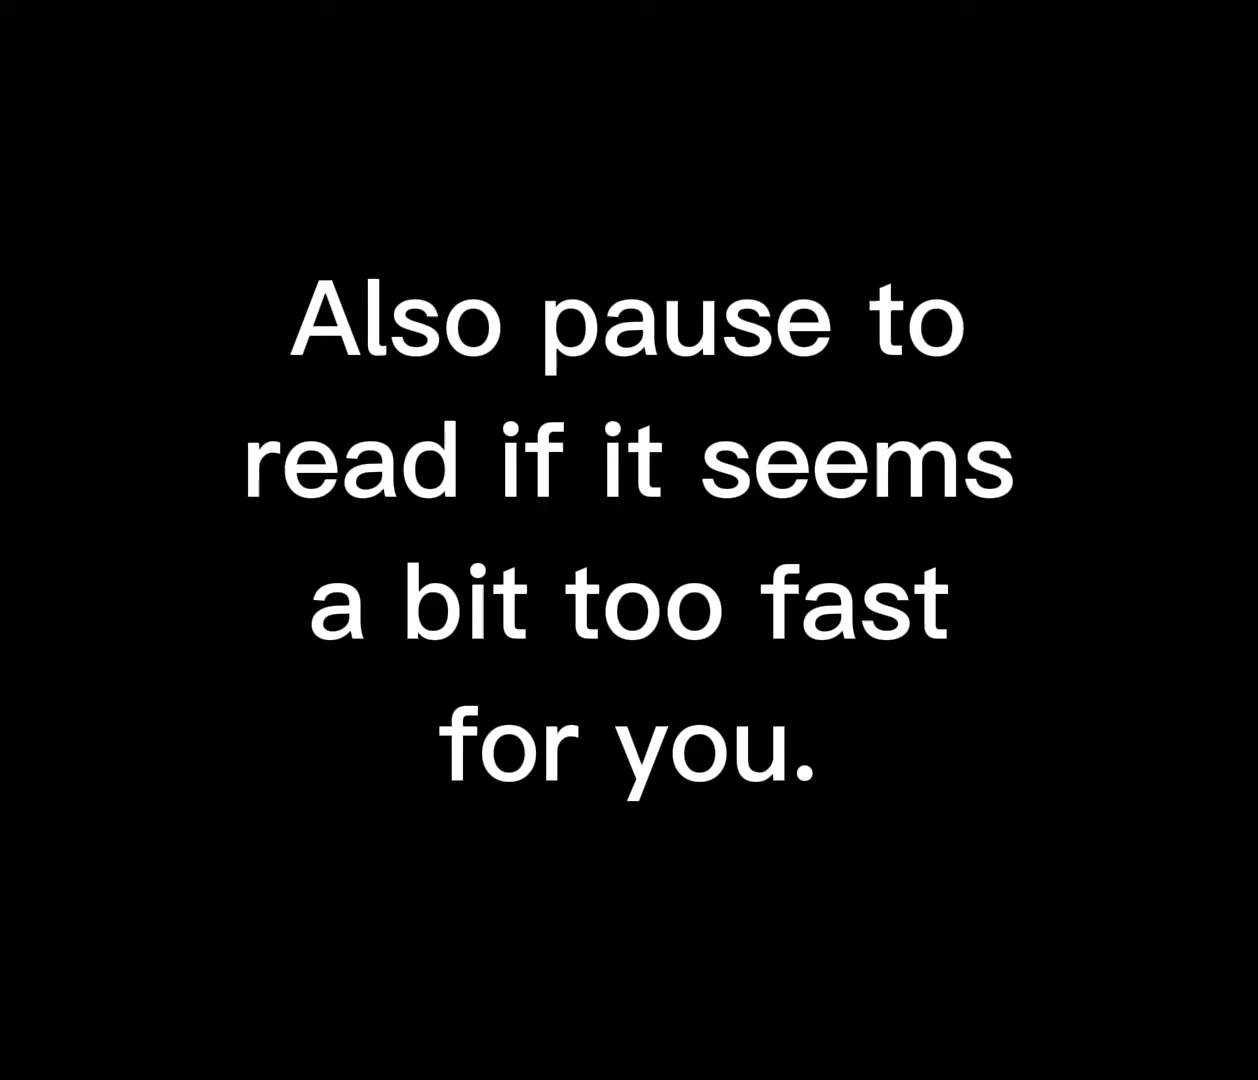 Also pause to
read if it seems
a bit too fast
for you.